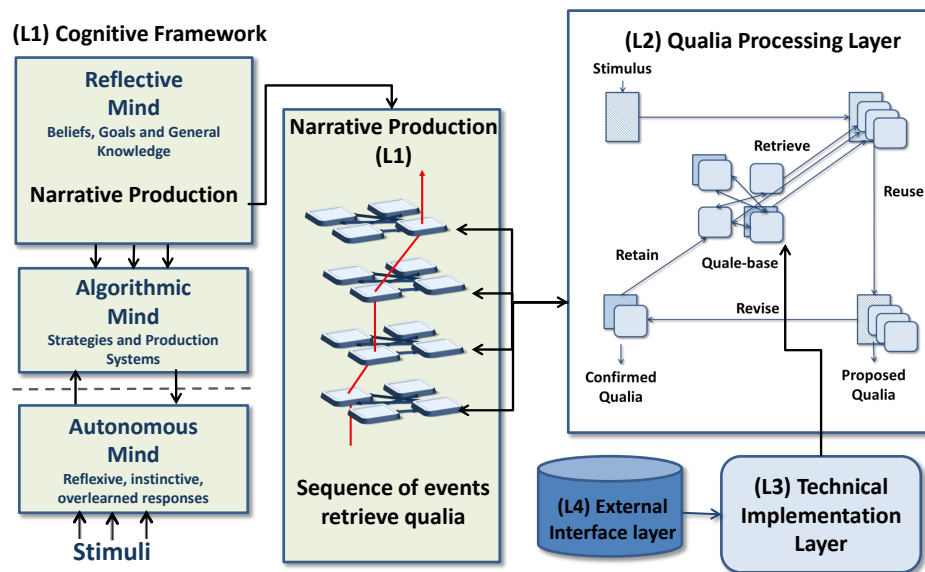 (L1) Cognitive Framework
Reflective
Mind
Beliefs, Goals and General
Knowledge
Narrative Production
Algorithmic
Mind
Strategies and Production
Systems
Autonomous
Mind
Reflexive, instinctive,
overlearned responses
Stimuli
Narrative Production
(L1)
Sequence of events
retrieve qualia
(L2) Qualia Processing Layer
Stimulus
Retrieve
Reuse
Retain
Quale-base
Revise
Confirmed
Qualia
Proposed
Qualia
(L4) External
Interface layer
(L3) Technical
Implementation
Layer